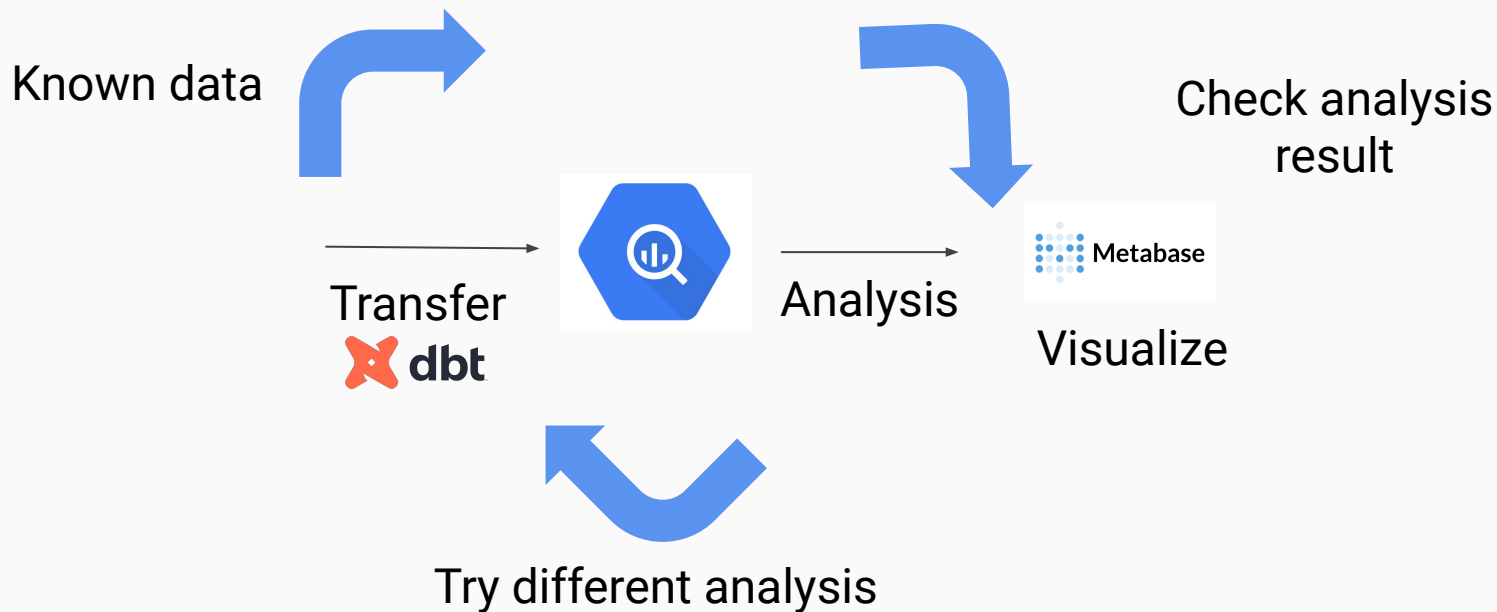 Known data
Check analysis
result
Transfer
dbt
Analysis
Metabase
Visualize
Try different analysis